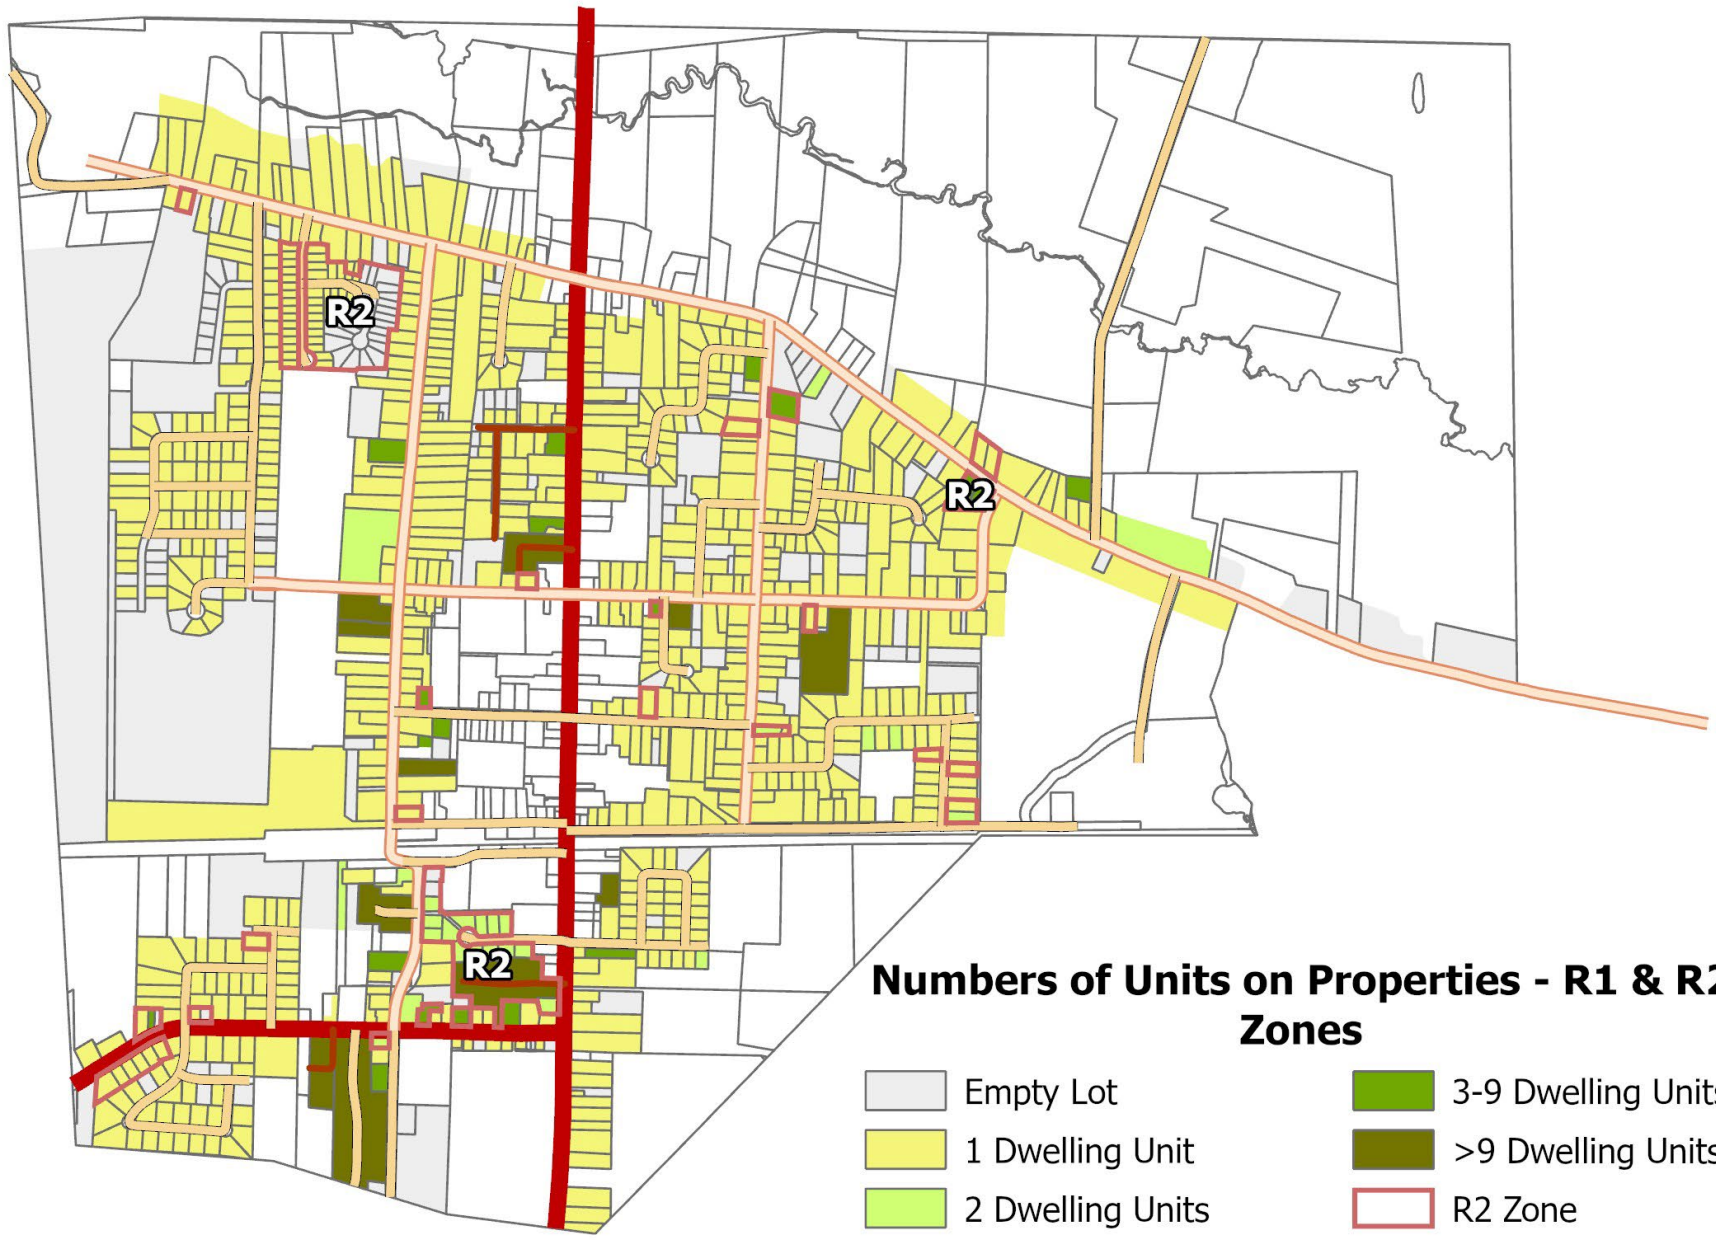 R2
R2
R2
Numbers of Units on Properties - R1 & R2
Zones
Empty Lot
3-9 Dwelling Units
1 Dwelling Unit
>9 Dwelling Units
2 Dwelling Units
R2 Zone